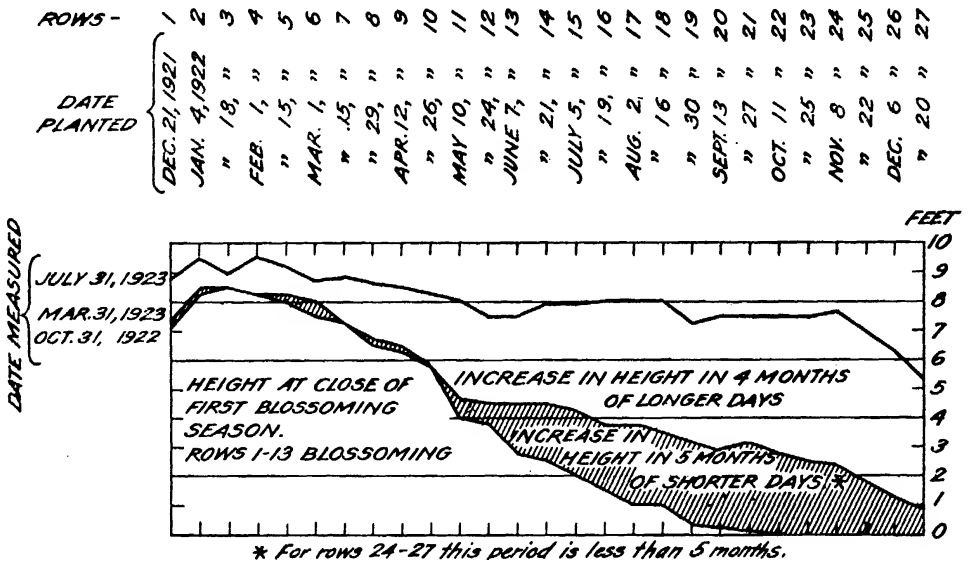 ROWS - 1 2 3 4 5 6 7 8 9 10 11 12 13 14 15 16 17 18 19 20 21 22 23 24 25 26 27
DATE
PLANTED
DEC. 21, 1921
JAN. 4, 1922
" 18, "
FEB. 1, "
" 15, "
MAR. 1, "
" 15, "
" 29, "
APR. 12, "
" 26, "
MAY 10, "
" 24, "
JUNE 7, "
" 21, "
JULY 5, "
" 19, "
AUG. 2, "
" 16 "
" 30 "
SEPT. 13 "
" 27 "
OCT. 11 "
" 25 "
NOV. 8 "
" 22 "
DEC. 6 "
" 20 "
DATE MEASURED
JULY 31, 1923
MAR. 31, 1923
OCT. 31, 1922
FEET
10
9
8
7
6
5
4
3
2
1
0
HEIGHT AT CLOSE OF
FIRST BLOSSOMING
SEASON.
ROWS 1-13 BLOSSOMING
INCREASE IN HEIGHT IN 4 MONTHS
OF LONGER DAYS
INCREASE IN
HEIGHT IN 5 MONTHS
OF SHORTER DAYS *
* For rows 24-27 this period is less than 5 months.